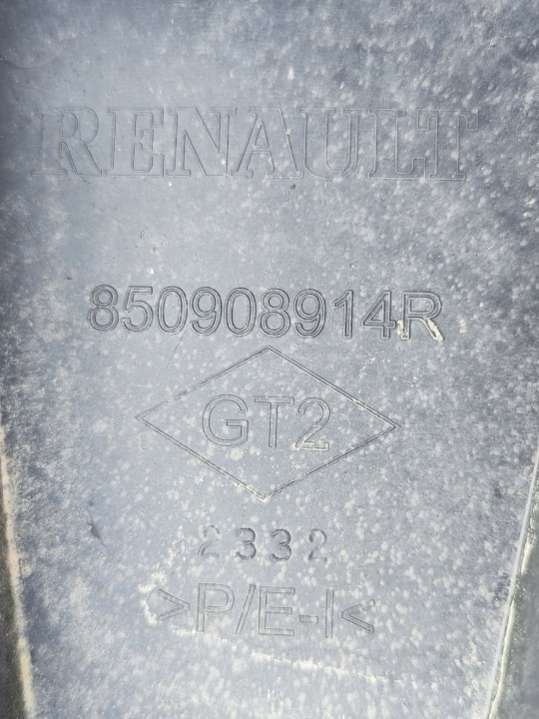 RENAULT
850908914R
GT2
2332
>P/E-I<